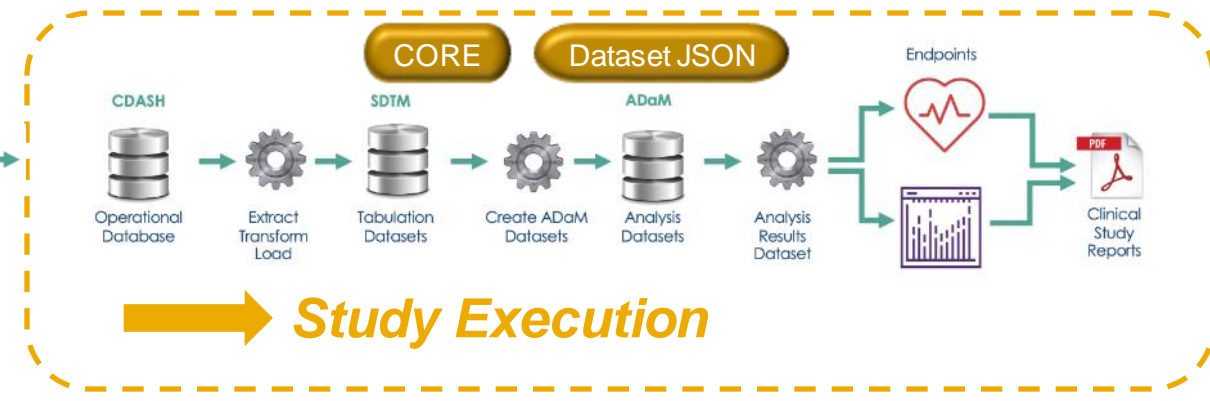 CORE
Dataset JSON
Endpoints
CDASH
SDTM
ADaM
Operational
Database
Extract
Transform
Load
Tabulation
Datasets
Create ADaM
Datasets
Analysis
Datasets
Analysis
Results
Dataset
PDF
Clinical
Study
Reports
Study Execution